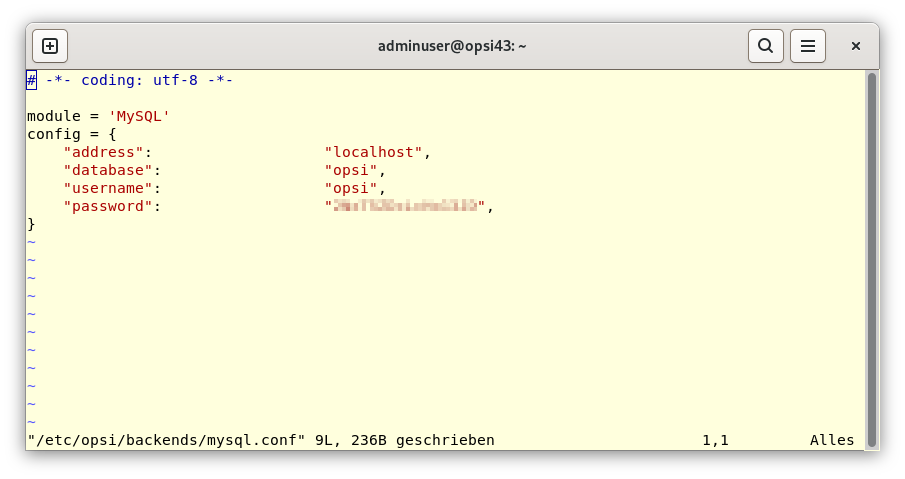 adminuser@opsi43: ~
# -*- coding: utf-8 -*-
module = 'MySQL'
config = {
    "address":                   "localhost",
    "database":                  "opsi",
    "username":                  "opsi",
    "password":                  "",
}
~
~
~
~
~
~
~
~
~
~
~
"/etc/opsi/backends/mysql.conf" 9L, 236B geschrieben                       1,1         Alles